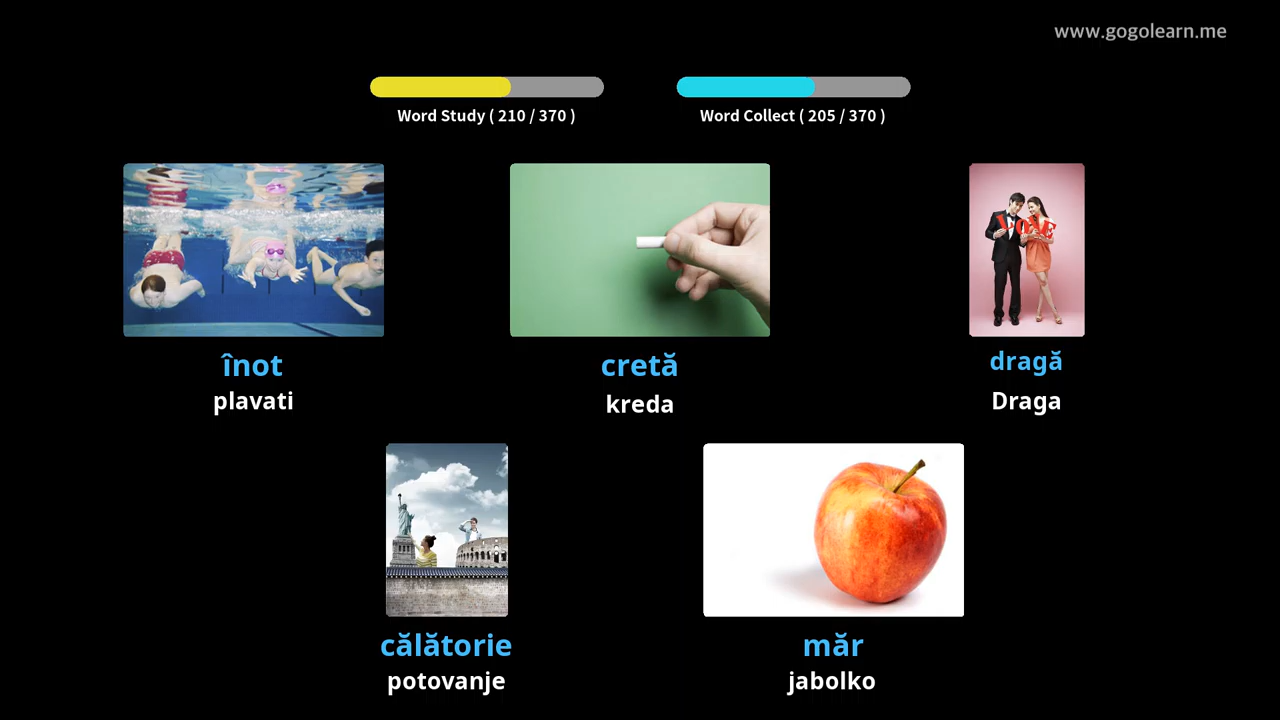 www.gogolearn.me
Word Study ( 210 / 370 )
Word Collect ( 205 / 370 )
LOVE
înot
plavati
cretă
kreda
dragă
Draga
călătorie
potovanje
măr
jabolko